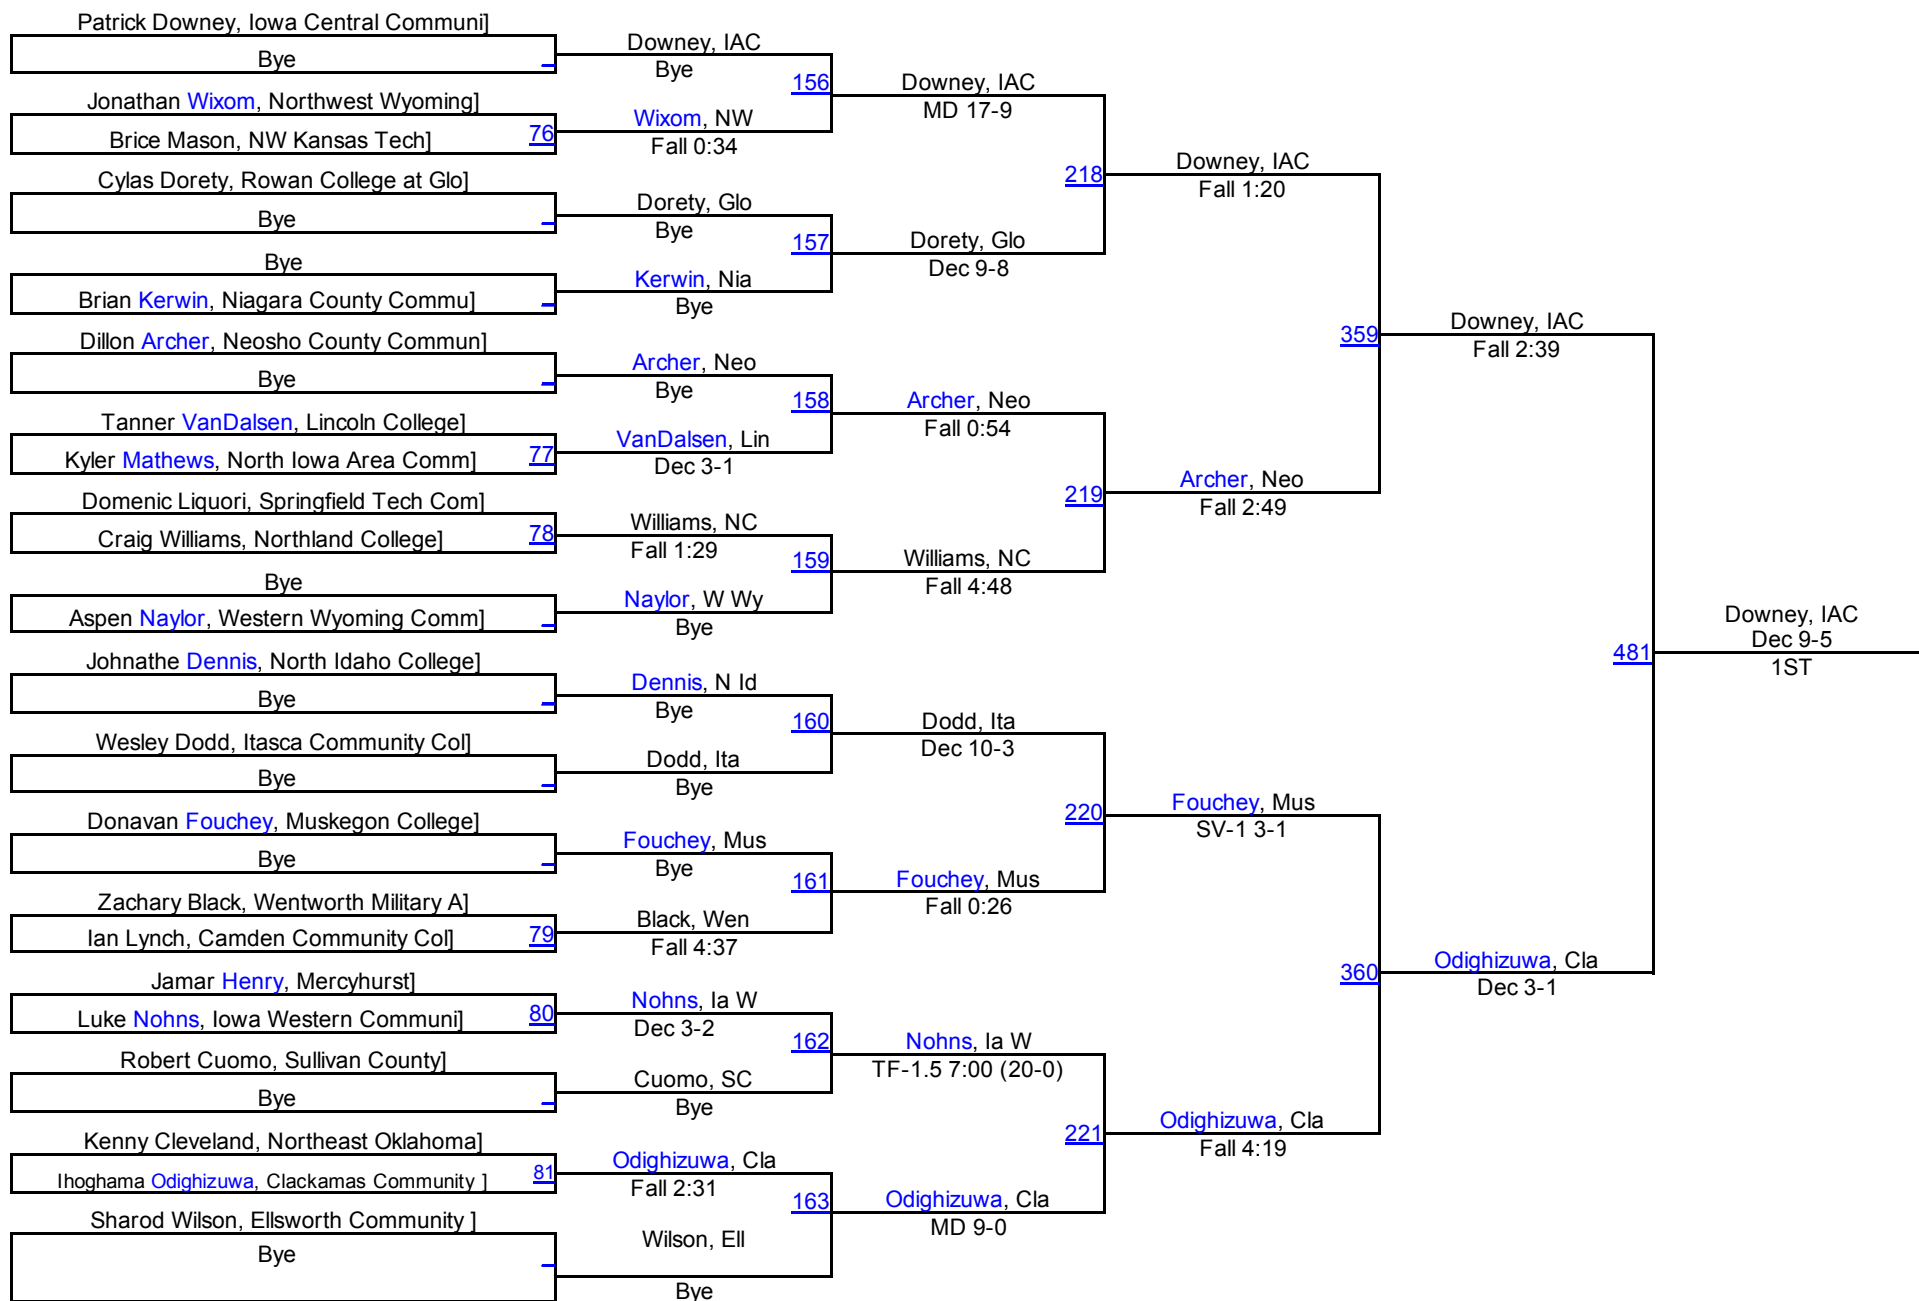 Patrick Downey, Iowa Central Communi]
Bye
Jonathan Wixom, Northwest Wyoming]
Brice Mason, NW Kansas Tech]
76
Cylas Dorety, Rowan College at Glo]
Bye
Bye
Brian Kerwin, Niagara County Commu]
Dillon Archer, Neosho County Commun]
Bye
Tanner VanDalsen, Lincoln College]
Kyler Mathews, North Iowa Area Comm]
77
Domenic Liquori, Springfield Tech Com]
Craig Williams, Northland College]
78
Bye
Aspen Naylor, Western Wyoming Comm]
Johnathe Dennis, North Idaho College]
Bye
Wesley Dodd, Itasca Community Col]
Bye
Donavan Fouchey, Muskegon College]
Bye
Zachary Black, Wentworth Military A]
Ian Lynch, Camden Community Col]
79
Jamar Henry, Mercyhurst]
Luke Nohns, Iowa Western Communi]
80
Robert Cuomo, Sullivan County]
Bye
Kenny Cleveland, Northeast Oklahoma]
Ihoghama Odighizuwa, Clackamas Community ]
81
Sharod Wilson, Ellsworth Community ]
Bye
Downey, IAC
Bye
156
Wixom, NW
Fall 0:34
Dorety, Glo
Bye
157
Kerwin, Nia
Bye
Archer, Neo
Bye
158
VanDalsen, Lin
Dec 3-1
Williams, NC
Fall 1:29
159
Naylor, W Wy
Bye
Dennis, N Id
Bye
160
Dodd, Ita
Bye
Fouchey, Mus
Bye
161
Black, Wen
Fall 4:37
Nohns, Ia W
Dec 3-2
162
Cuomo, SC
Bye
Odighizuwa, Cla
Fall 2:31
163
Wilson, Ell
Bye
Downey, IAC
MD 17-9
218
Dorety, Glo
Dec 9-8
Archer, Neo
Fall 0:54
219
Williams, NC
Fall 4:48
Dodd, Ita
Dec 10-3
220
Fouchey, Mus
Fall 0:26
Nohns, Ia W
TF-1.5 7:00 (20-0)
221
Odighizuwa, Cla
MD 9-0
Downey, IAC
Fall 1:20
359
Archer, Neo
Fall 2:49
Fouchey, Mus
SV-1 3-1
360
Odighizuwa, Cla
Fall 4:19
Downey, IAC
Fall 2:39
481
Odighizuwa, Cla
Dec 3-1
Downey, IAC
Dec 9-5
1ST